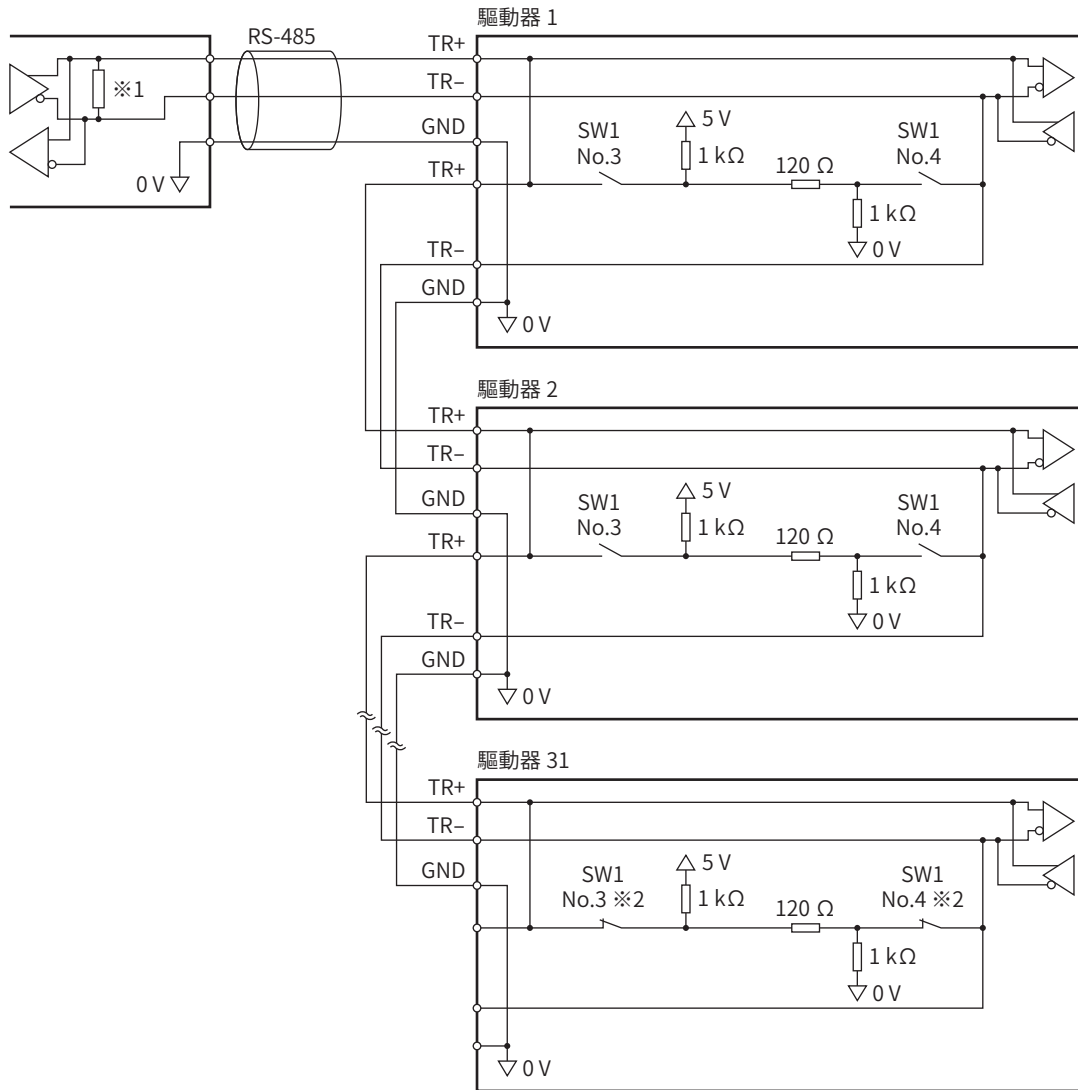 驅動器 1
RS-485
TR+
※1
TR–
GND
0 V
TR+
SW1
No.3
5 V
1 kΩ
120 Ω
SW1
No.4
1 kΩ
0 V
TR–
GND
0 V
驅動器 2
TR+
TR–
GND
SW1
No.3
5 V
1 kΩ
120 Ω
SW1
No.4
TR+
1 kΩ
0 V
TR–
GND
0 V
驅動器 31
TR+
TR–
GND
SW1
No.3 ※2
5 V
1 kΩ
120 Ω
SW1
No.4 ※2
1 kΩ
0 V
0 V